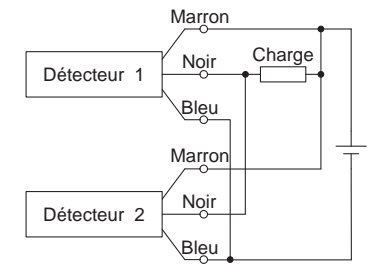 Marron
Noir
Charge
Détecteur 1
Bleu
Marron
Noir
Détecteur 2
Bleu